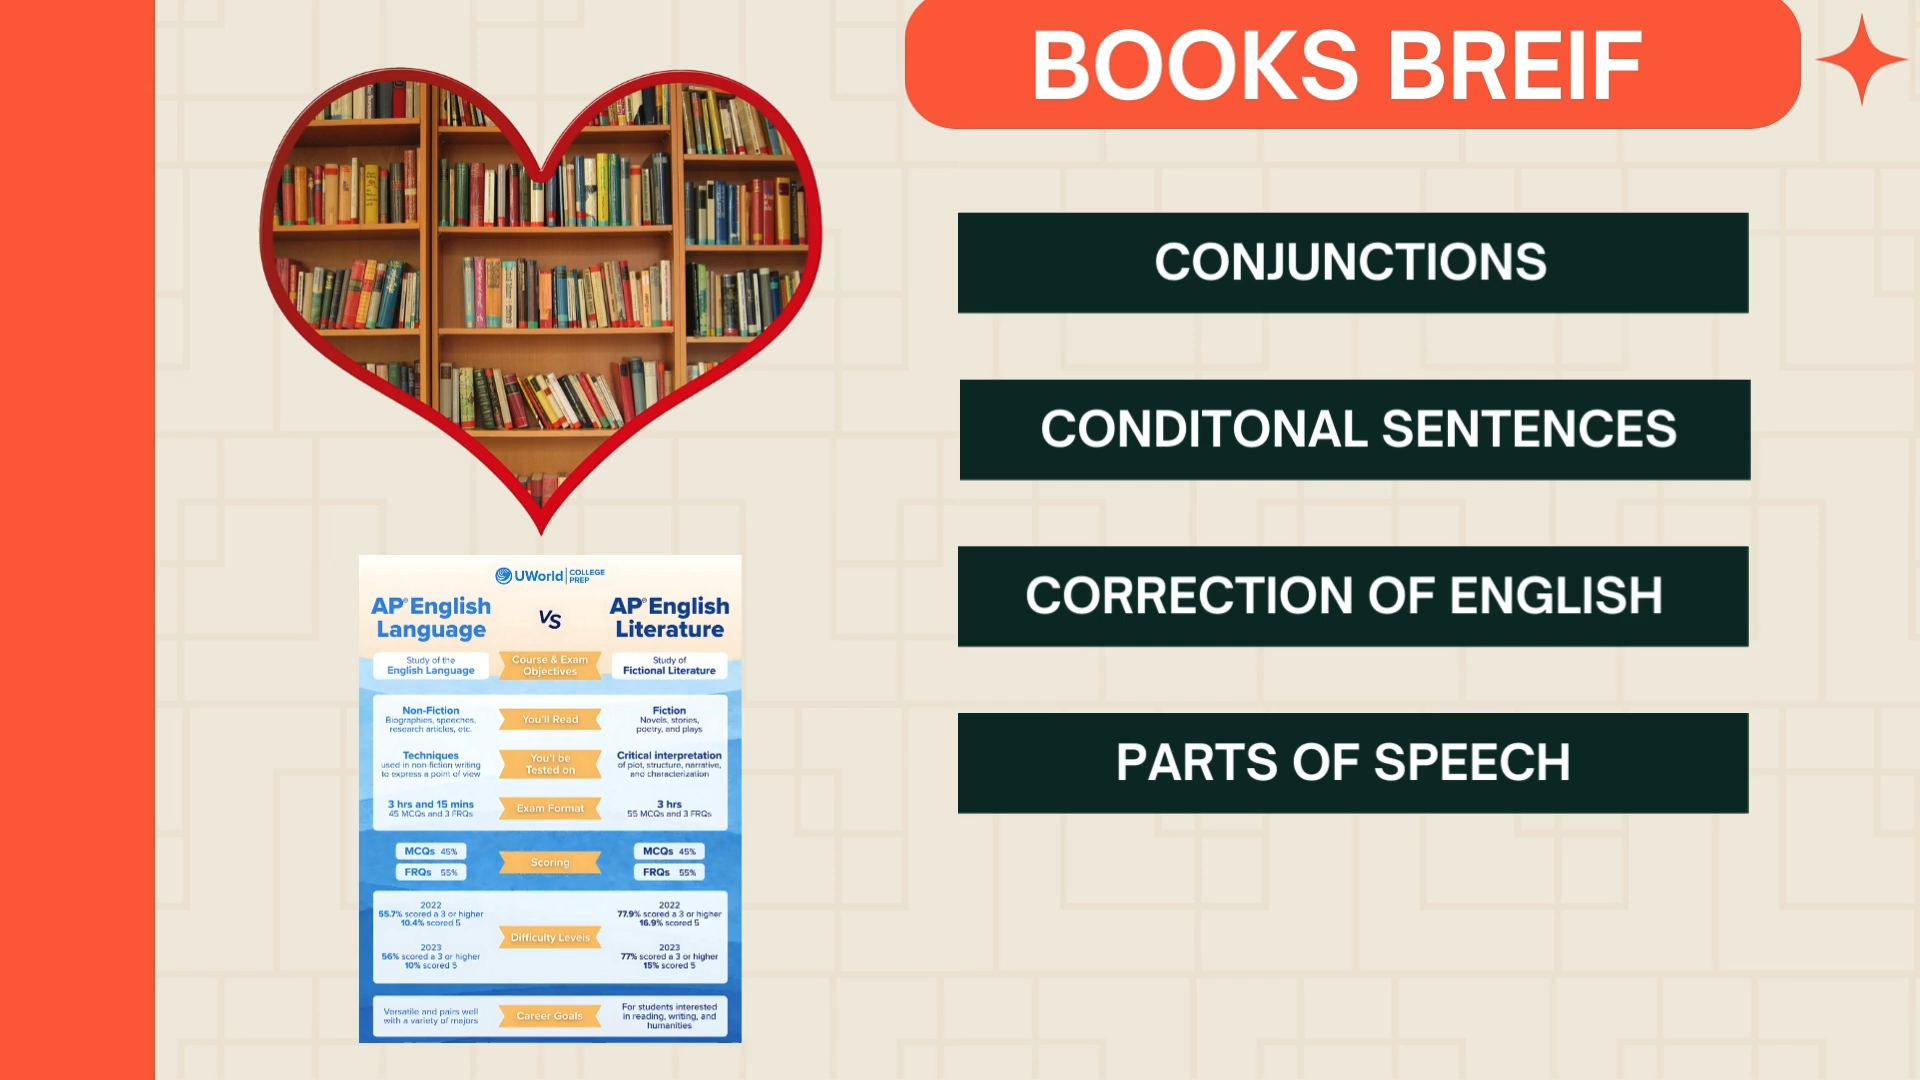 BOOKS BREIF
CONJUNCTIONS
CONDITONAL SENTENCES
CORRECTION OF ENGLISH
PARTS OF SPEECH
UWorld COLLEGE PREP
AP® English Language
VS
AP® English Literature
Study of the
English Language
Course & Exam
Objectives
Study of
Fictional Literature
Non-Fiction
Biographies, speeches,
research articles, etc.
You'll Read
Fiction
Novels, stories,
poetry, and plays
Techniques
used in non-fiction writing
to express a point of view
You'l be
Tested on
Critical interpretation
of plot, structure, narrative,
and characterization
3 hrs and 15 mins
45 MCQs and 3 FRQs
Exam Format
3 hrs
55 MCQs and 3 FRQs
MCQs 45%
FRQs 55%
Scoring
MCQs 45%
FRQs 55%
2022
55.7% scored a 3 or higher
10.4% scored 5
2023
56% scored a 3 or higher
10% scored 5
Difficulty Levels
2022
77.9% scored a 3 or higher
16.9% scored 5
2023
77% scored a 3 or higher
15% scored 5
Versatile and pairs well
with a variety of majors
Career Goals
For students interested
in reading, writing, and
humanities